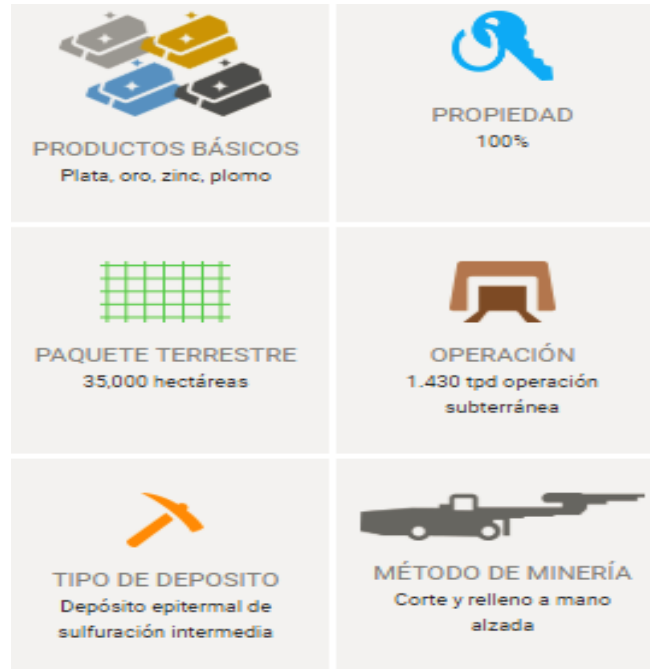 PRODUCTOS BÁSICOS
Plata, oro, zinc, plomo
PROPIEDAD
100%
PAQUETE TERRESTRE
35,000 hectáreas
OPERACIÓN
1.430 tpd operación
subterránea
TIPO DE DEPOSITO
Depósito epitermal de
sulfuración intermedia
MÉTODO DE MINERÍA
Corte y relleno a mano
alzada